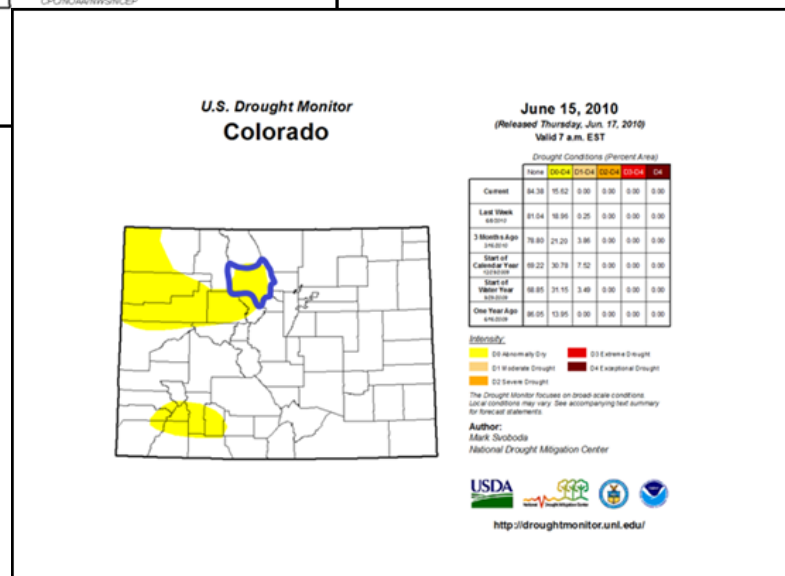 CPC/NOAA/NWS/NCEP
U.S. Drought Monitor
Colorado
June 15, 2010
(Released Thursday, Jun. 17, 2010)
Valid 7 a.m. EST
Drought Conditions (Percent Area)
None D0-D4 D1-D4 D2-D4 D3-D4 D4
Current 84.38 15.62 0.00 0.00 0.00 0.00
Last Week 81.04 18.96 0.25 0.00 0.00 0.00
3 Months Ago 78.80 21.20 3.86 0.00 0.00 0.00
Start of
Calendar Year 69.22 30.78 7.52 0.00 0.00 0.00
Start of
Water Year 68.85 31.15 3.49 0.00 0.00 0.00
One Year Ago 86.05 13.95 0.00 0.00 0.00 0.00
Intensity:
D0 Abnormally Dry
D1 Moderate Drought
D2 Severe Drought
D3 Extreme Drought
D4 Exceptional Drought
The Drought Monitor focuses on broad-scale conditions.
Local conditions may vary. See accompanying text summary
for forecast statements.
Author:
Mark Svoboda
National Drought Mitigation Center
USDA
National Drought Mitigation Center
http://droughtmonitor.unl.edu/